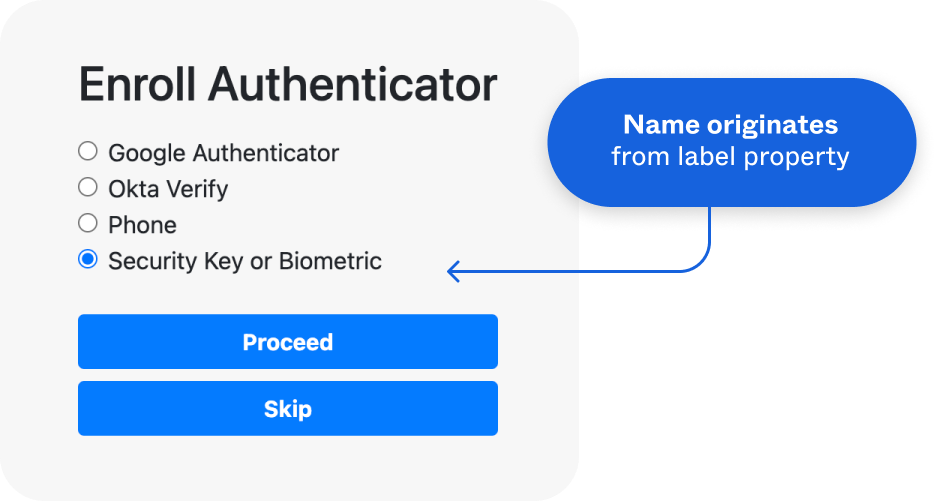 Enroll Authenticator
Google Authenticator
Okta Verify
Phone
Security Key or Biometric
Proceed
Skip
Name originates
from label property